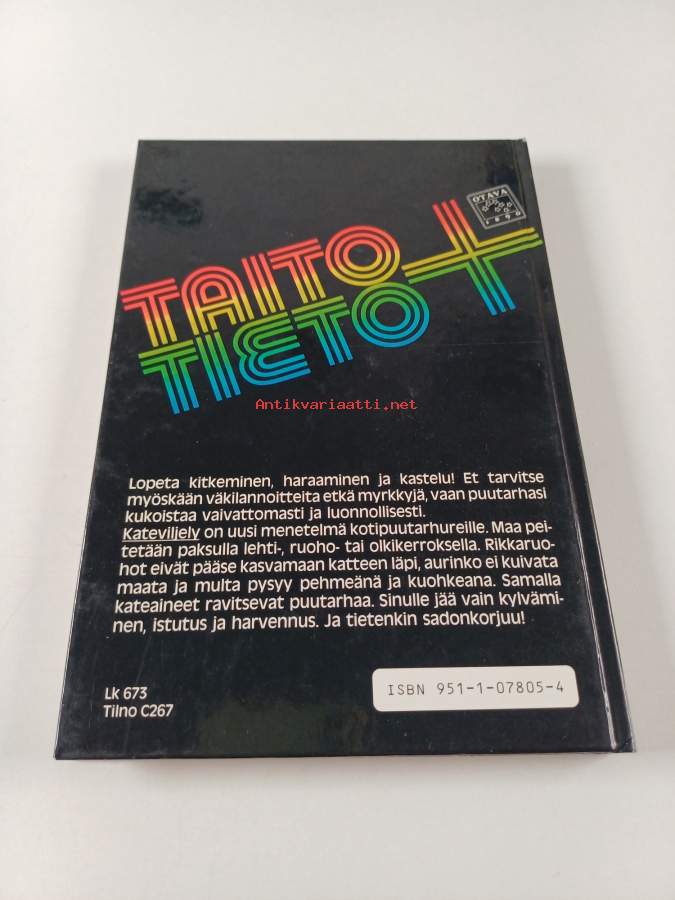 OTAVA
1890
TAITO
TIETO +
Antikvariaatti.net
Lopeta kitkeminen, haraaminen ja kastelu! Et tarvitse
myöskään väkilannoitteita etkä myrkkyjä, vaan puutarhasi
kukoistaa vaivattomasti ja luonnollisesti.
Kateviljely on uusi menetelmä kotipuutarhureille. Maa pei-
tetään paksulla lehti-, ruoho- tai olkikerroksella. Rikkaruo-
hot eivät pääse kasvamaan katteen läpi, aurinko ei kuivata
maata ja multa pysyy pehmeänä ja kuohkeana. Samalla
kateaineet ravitsevat puutarhaa. Sinulle jää vain kylvämi-
nen, istutus ja harvennus. Ja tietenkin sadonkorjuu!
Lk 673
Tilno C267
ISBN 951-1-07805-4